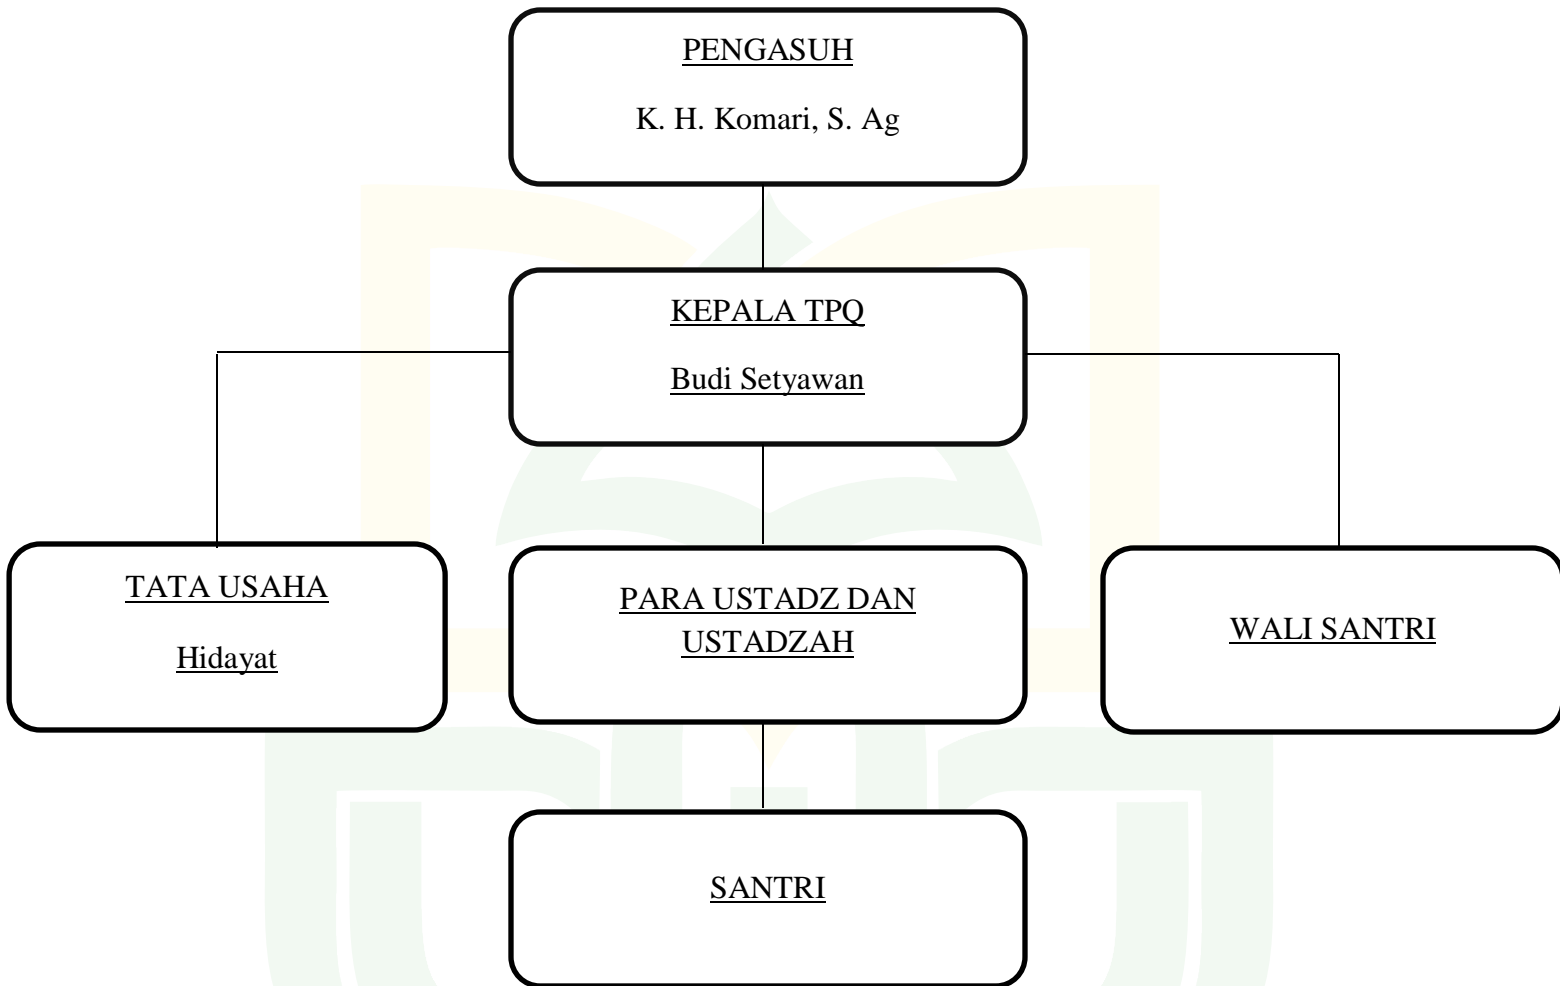 PENGASUH
K. H. Komari, S. Ag
KEPALA TPQ
Budi Setyawan
TATA USAHA
Hidayat
PARA USTADZ DAN
USTADZAH
WALI SANTRI
SANTRI